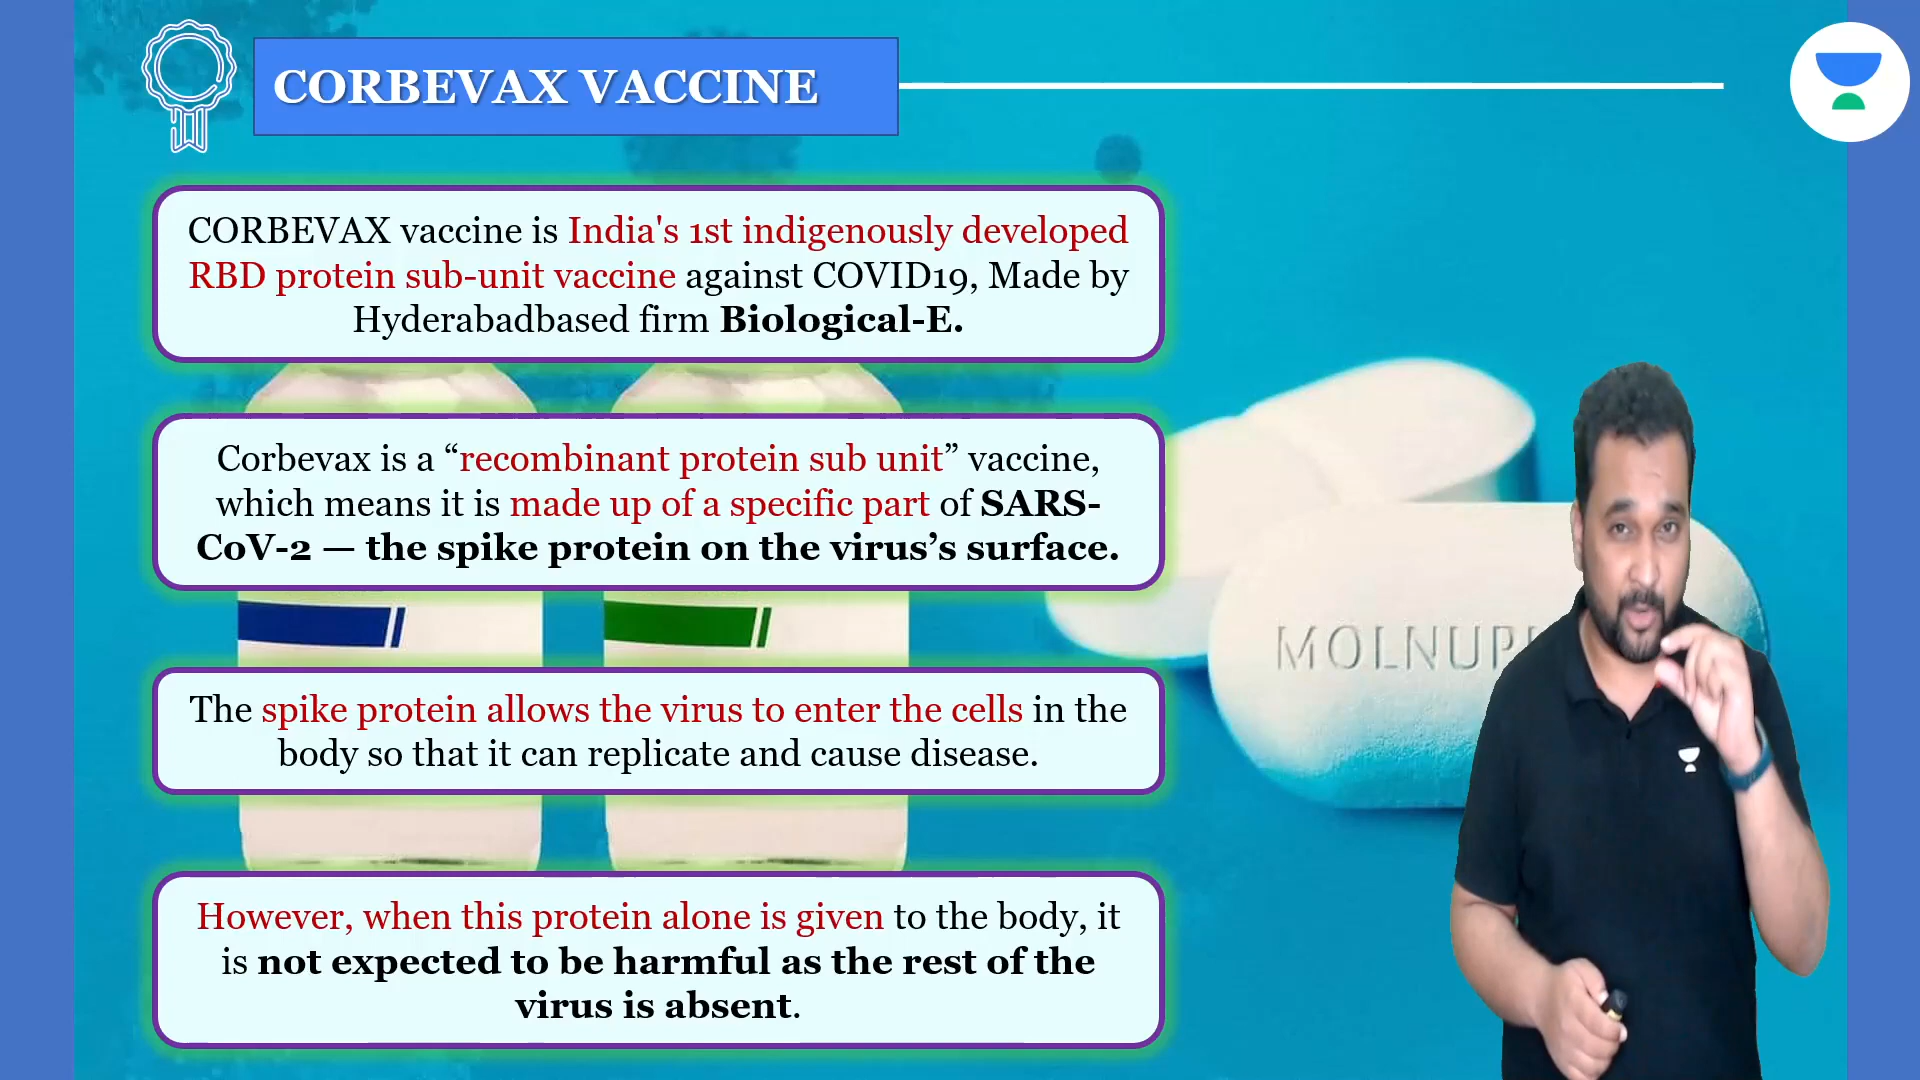 CORBEVAX VACCINE
CORBEVAX vaccine is India's 1st indigenously developed
RBD protein sub-unit vaccine against COVID19, Made by
Hyderabadbased firm Biological-E.
Corbevax is a “recombinant protein sub unit” vaccine,
which means it is made up of a specific part of SARS-
CoV-2 — the spike protein on the virus’s surface.
MOLNUP
The spike protein allows the virus to enter the cells in the
body so that it can replicate and cause disease.
However, when this protein alone is given to the body, it
is not expected to be harmful as the rest of the
virus is absent.